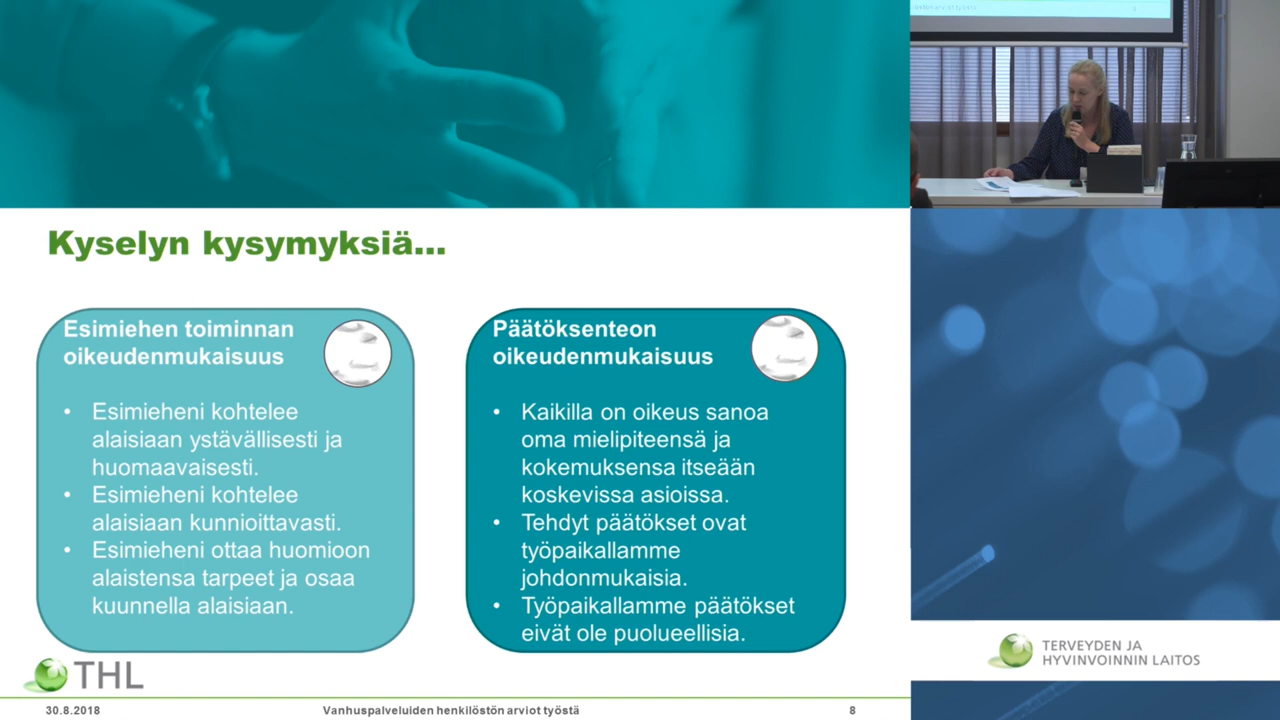 Kyselyn kysymyksiä...
Esimiehen toiminnan
oikeudenmukaisuus
• Esimieheni kohtelee
alaisiaan ystävällisesti ja
huomaavaisesti.
• Esimieheni kohtelee
alaisiaan kunnioittavasti.
• Esimieheni ottaa huomioon
alaistensa tarpeet ja osaa
kuunnella alaisiaan.
Päätöksenteon
oikeudenmukaisuus
• Kaikilla on oikeus sanoa
oma mielipiteensä ja
kokemuksensa itseään
koskevissa asioissa.
• Tehdyt päätökset ovat
työpaikallamme
johdonmukaisia.
• Työpaikallamme päätökset
eivät ole puolueellisia.
THL
30.8.2018
Vanhuspalveluiden henkilöstön arviot työstä
8
TERVEYDEN JA
HYVINVOINNIN LAITOS